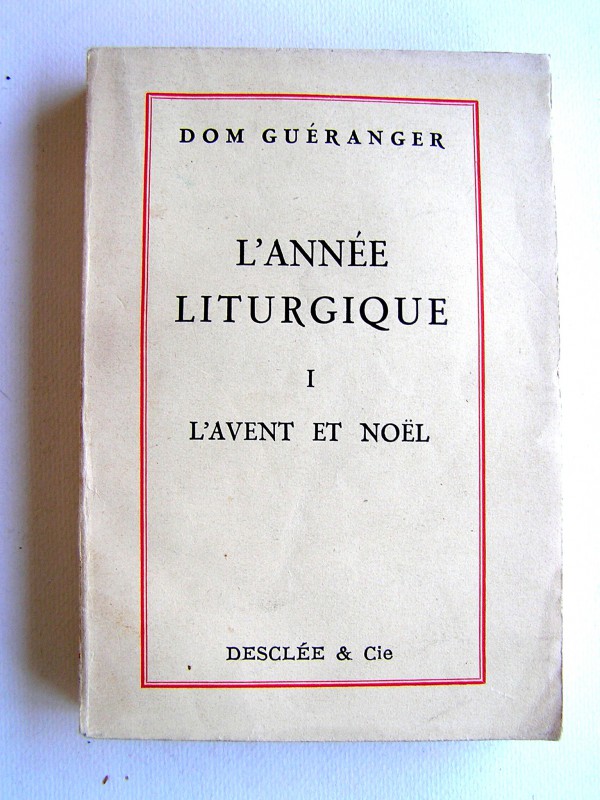 DOM GUÉRANGER
L'ANNÉE
LITURGIQUE
I
L'AVENT ET NOËL
DESCLÉE & Cie